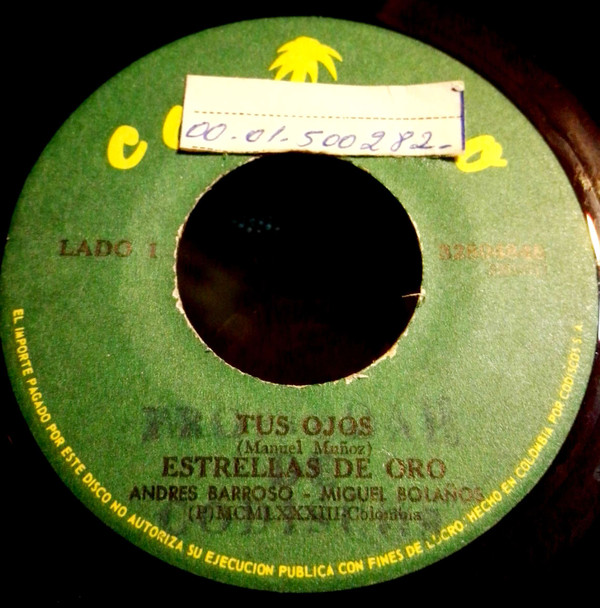 00.01-500282-
LADO 1
TUS OJOS
(Manuel Muñoz)
ESTRELLAS DE ORO
ANDRES BARROSO - MIGUEL BOLAÑOS
(P) MCMLXXXIII-Colombia
EL IMPORTE PAGADO POR ESTE DISCO NO AUTORIZA SU EJECUCION PUBLICA CON FINES DE LUCRO. HECHO EN COLOMBIA POR CODISCOS S.A.